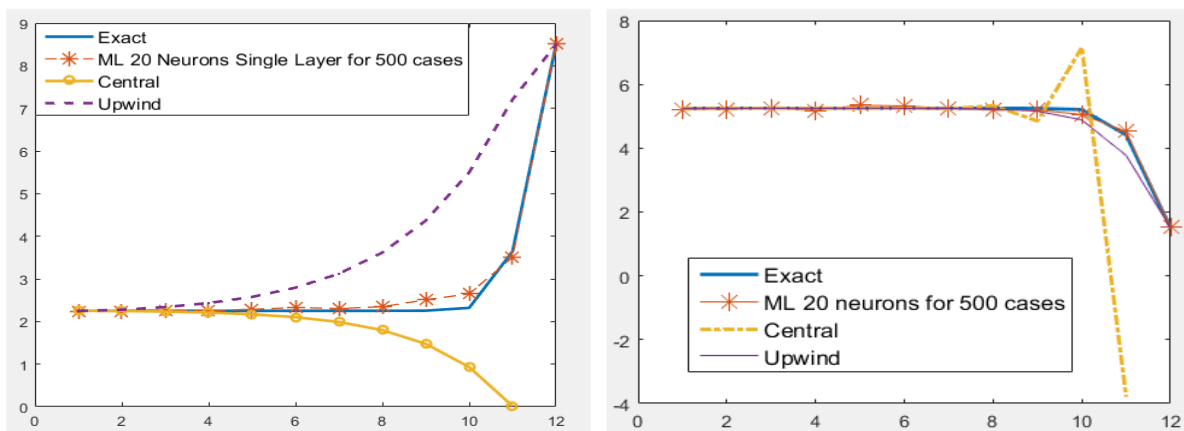 9
8
7
6
5
4
3
2
1
0
Exact
ML 20 Neurons Single Layer for 500 cases
Central
Upwind
0 2 4 6 8 10 12
8
6
4
2
0
-2
-4
Exact
ML 20 neurons for 500 cases
Central
Upwind
0 2 4 6 8 10 12